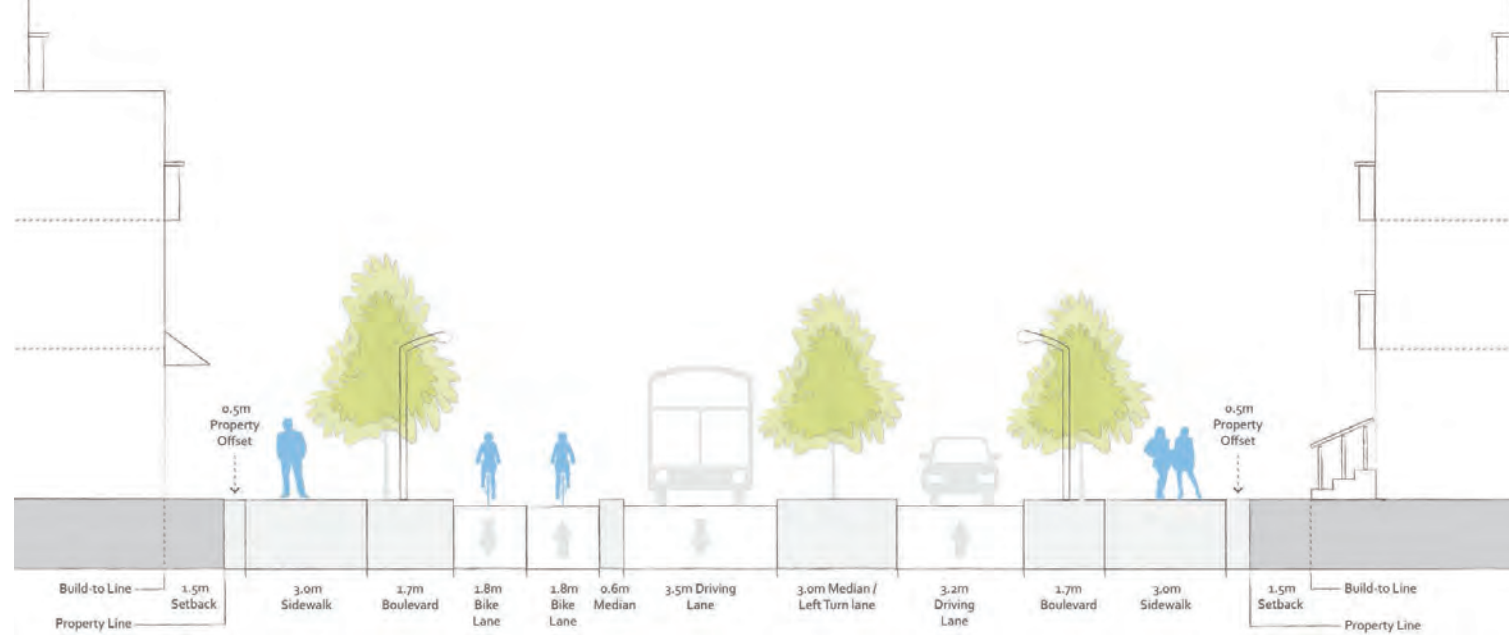 0.5m
Property
Offset
0.5m
Property
Offset
Build-to Line
1.5m
Setback
3.0m
Sidewalk
1.7m
Boulevard
1.8m
Bike
Lane
1.8m
Bike
Lane
0.6m
Median
3.5m Driving
Lane
3.0m Median /
Left Turn lane
3.2m
Driving
Lane
1.7m
Boulevard
3.0m
Sidewalk
1.5m
Setback
Build-to Line
Property Line
Property Line